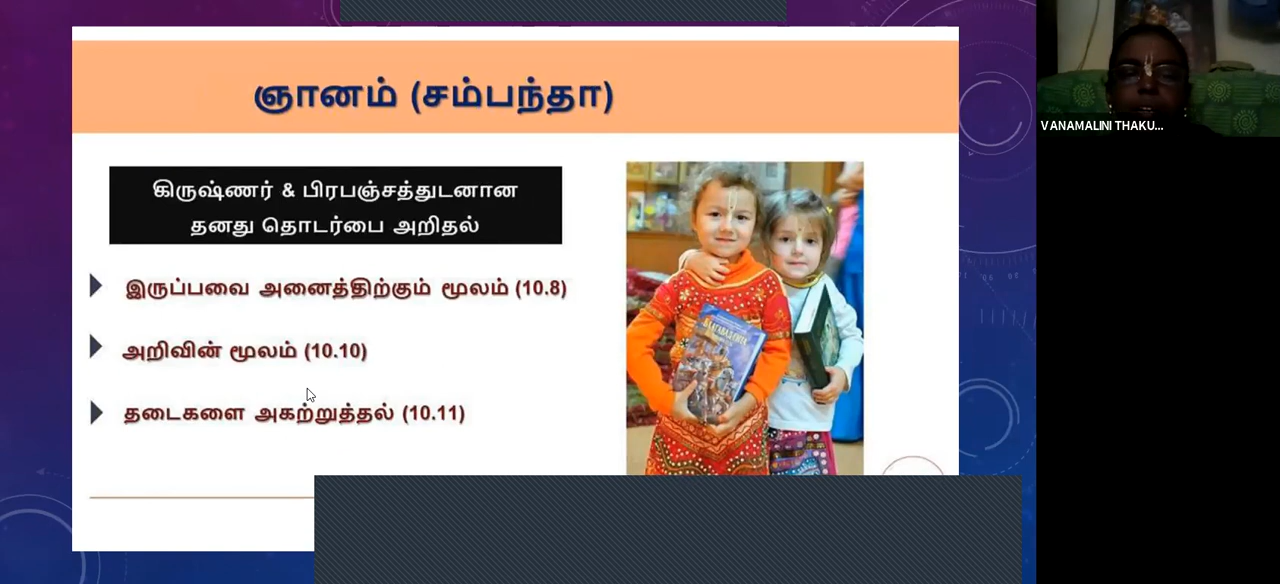 ஞானம் (சம்பந்தா)
கிருஷ்ணர் & பிரபஞ்சத்துடனான
தனது தொடர்பை அறிதல்
இருப்பவை அனைத்திற்கும் மூலம் (10.8)
அறிவின் மூலம் (10.10)
தடைகளை அகற்றுத்தல் (10.11)
VANAMALINI THAKU...